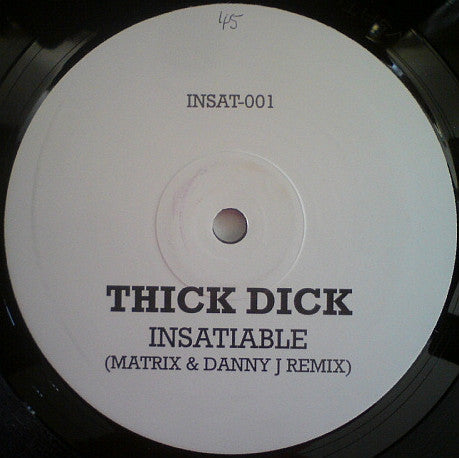 45
INSAT-001
THICK DICK
INSATIABLE
(MATRIX & DANNY J REMIX)